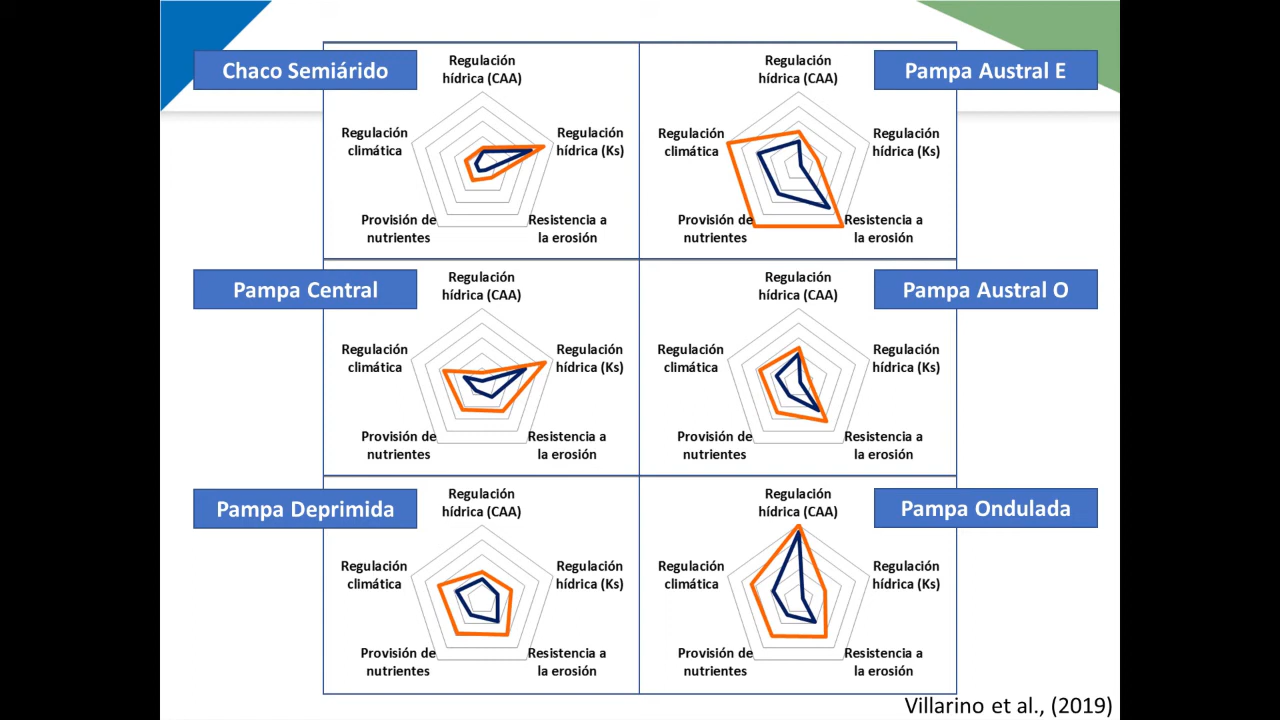 Chaco Semiárido
Regulación
hídrica (CAA)
Regulación
climática
Regulación
hídrica (Ks)
Provisión de
nutrientes
Resistencia a
la erosión
Pampa Austral E
Regulación
hídrica (CAA)
Regulación
climática
Regulación
hídrica (Ks)
Provisión de
nutrientes
Resistencia a
la erosión
Pampa Central
Regulación
hídrica (CAA)
Regulación
climática
Regulación
hídrica (Ks)
Provisión de
nutrientes
Resistencia a
la erosión
Pampa Austral O
Regulación
hídrica (CAA)
Regulación
climática
Regulación
hídrica (Ks)
Provisión de
nutrientes
Resistencia a
la erosión
Pampa Deprimida
Regulación
hídrica (CAA)
Regulación
climática
Regulación
hídrica (Ks)
Provisión de
nutrientes
Resistencia a
la erosión
Pampa Ondulada
Regulación
hídrica (CAA)
Regulación
climática
Regulación
hídrica (Ks)
Provisión de
nutrientes
Resistencia a
la erosión
Villarino et al., (2019)